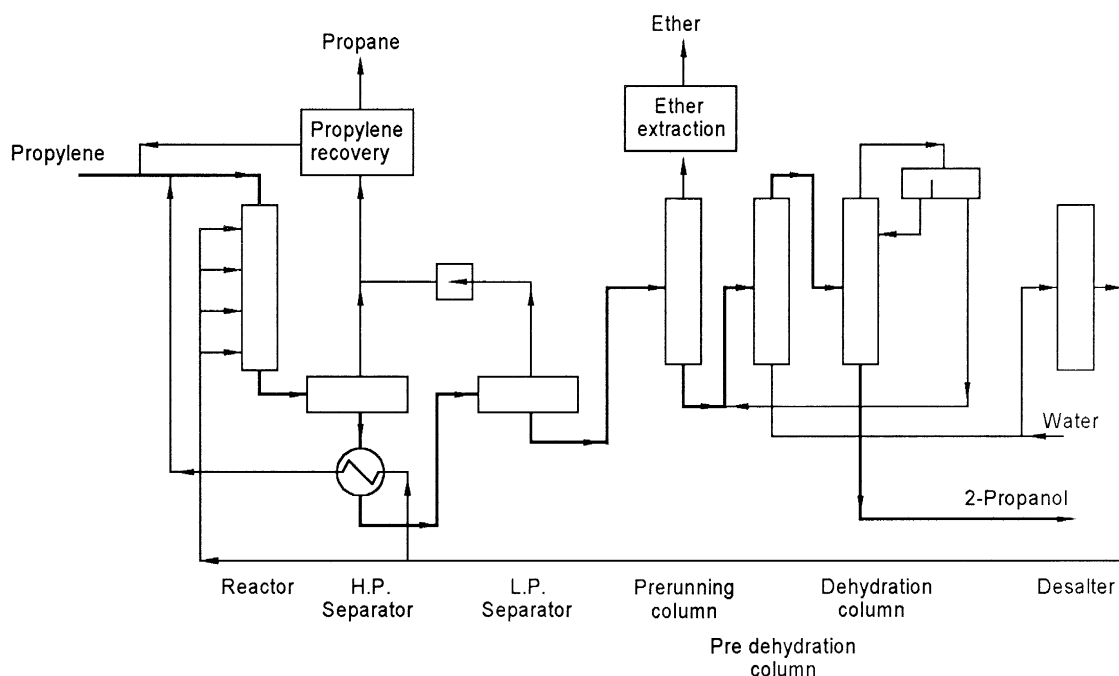 Propane
Ether
Propylene
Propylene
recovery
Ether
extraction
Water
2-Propanol
Reactor
H.P.
Separator
L.P.
Separator
Prerunning
column
Dehydration
column
Desalter
Pre dehydration
column